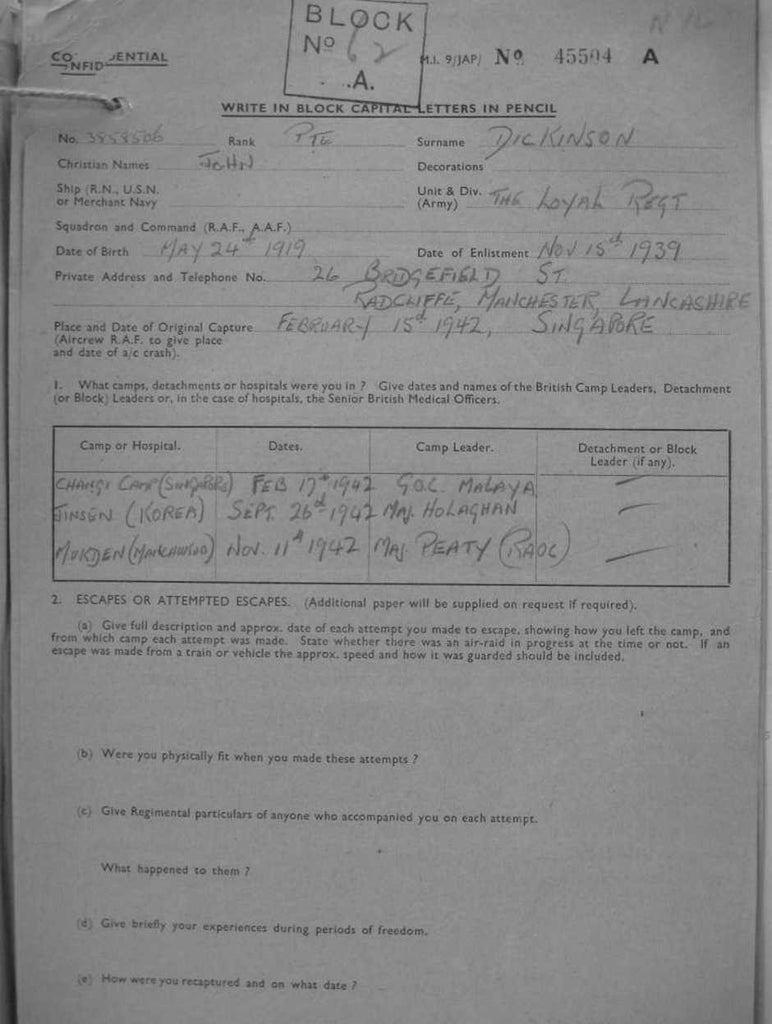 BLOCK
No 62
.A.
CONFIDENTIAL
M.I. 9/JAP/ No. 45504 A
WRITE IN BLOCK CAPITAL LETTERS IN PENCIL
No. 3858506 Rank PTE Surname DICKINSON
Christian Names JOHN Decorations
Ship (R.N., U.S.N. or Merchant Navy Unit & Div. (Army) THE LOYAL REGT
Squadron and Command (R.A.F., A.A.F.)
Date of Birth MAY 24th 1919 Date of Enlistment NOV 15th 1939
Private Address and Telephone No. 26 BRIDGEFIELD ST.
RADCLIFFE, MANCHESTER, LANCASHIRE
Place and Date of Original Capture FEBRUARY 15th 1942, SINGAPORE
(Aircrew R.A.F. to give place
and date of a/c crash).
1. What camps, detachments or hospitals were you in ? Give dates and names of the British Camp Leaders, Detachment
(or Block) Leaders or, in the case of hospitals, the Senior British Medical Officers.
Camp or Hospital. Dates. Camp Leader. Detachment or Block Leader (if any).
CHANGI CAMP (SINGAPORE) FEB 17th 1942 G.O.C. MALAYA —
JINSEN (KOREA) SEPT. 26th 1942 MAJ. HOLAGHAN —
MUKDEN (MANCHUKUO) NOV. 11th 1942 MAJ. PEATY (RAOC) —
2. ESCAPES OR ATTEMPTED ESCAPES. (Additional paper will be supplied on request if required).
(a) Give full description and approx. date of each attempt you made to escape, showing how you left the camp, and
from which camp each attempt was made. State whether there was an air-raid in progress at the time or not. If an
escape was made from a train or vehicle the approx. speed and how it was guarded should be included.
(b) Were you physically fit when you made these attempts ?
(c) Give Regimental particulars of anyone who accompanied you on each attempt.
What happened to them ?
(d) Give briefly your experiences during periods of freedom.
(e) How were you recaptured and on what date ?